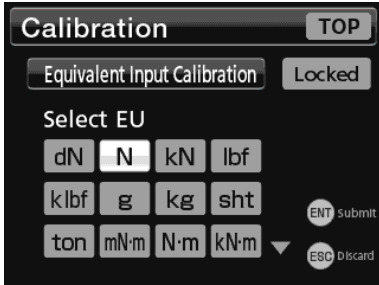 Calibration TOP
Equivalent Input Calibration Locked
Select EU
dN N kN lbf
klbf g kg sht
ton mN·m N·m kN·m
ENT Submit
ESC Discard